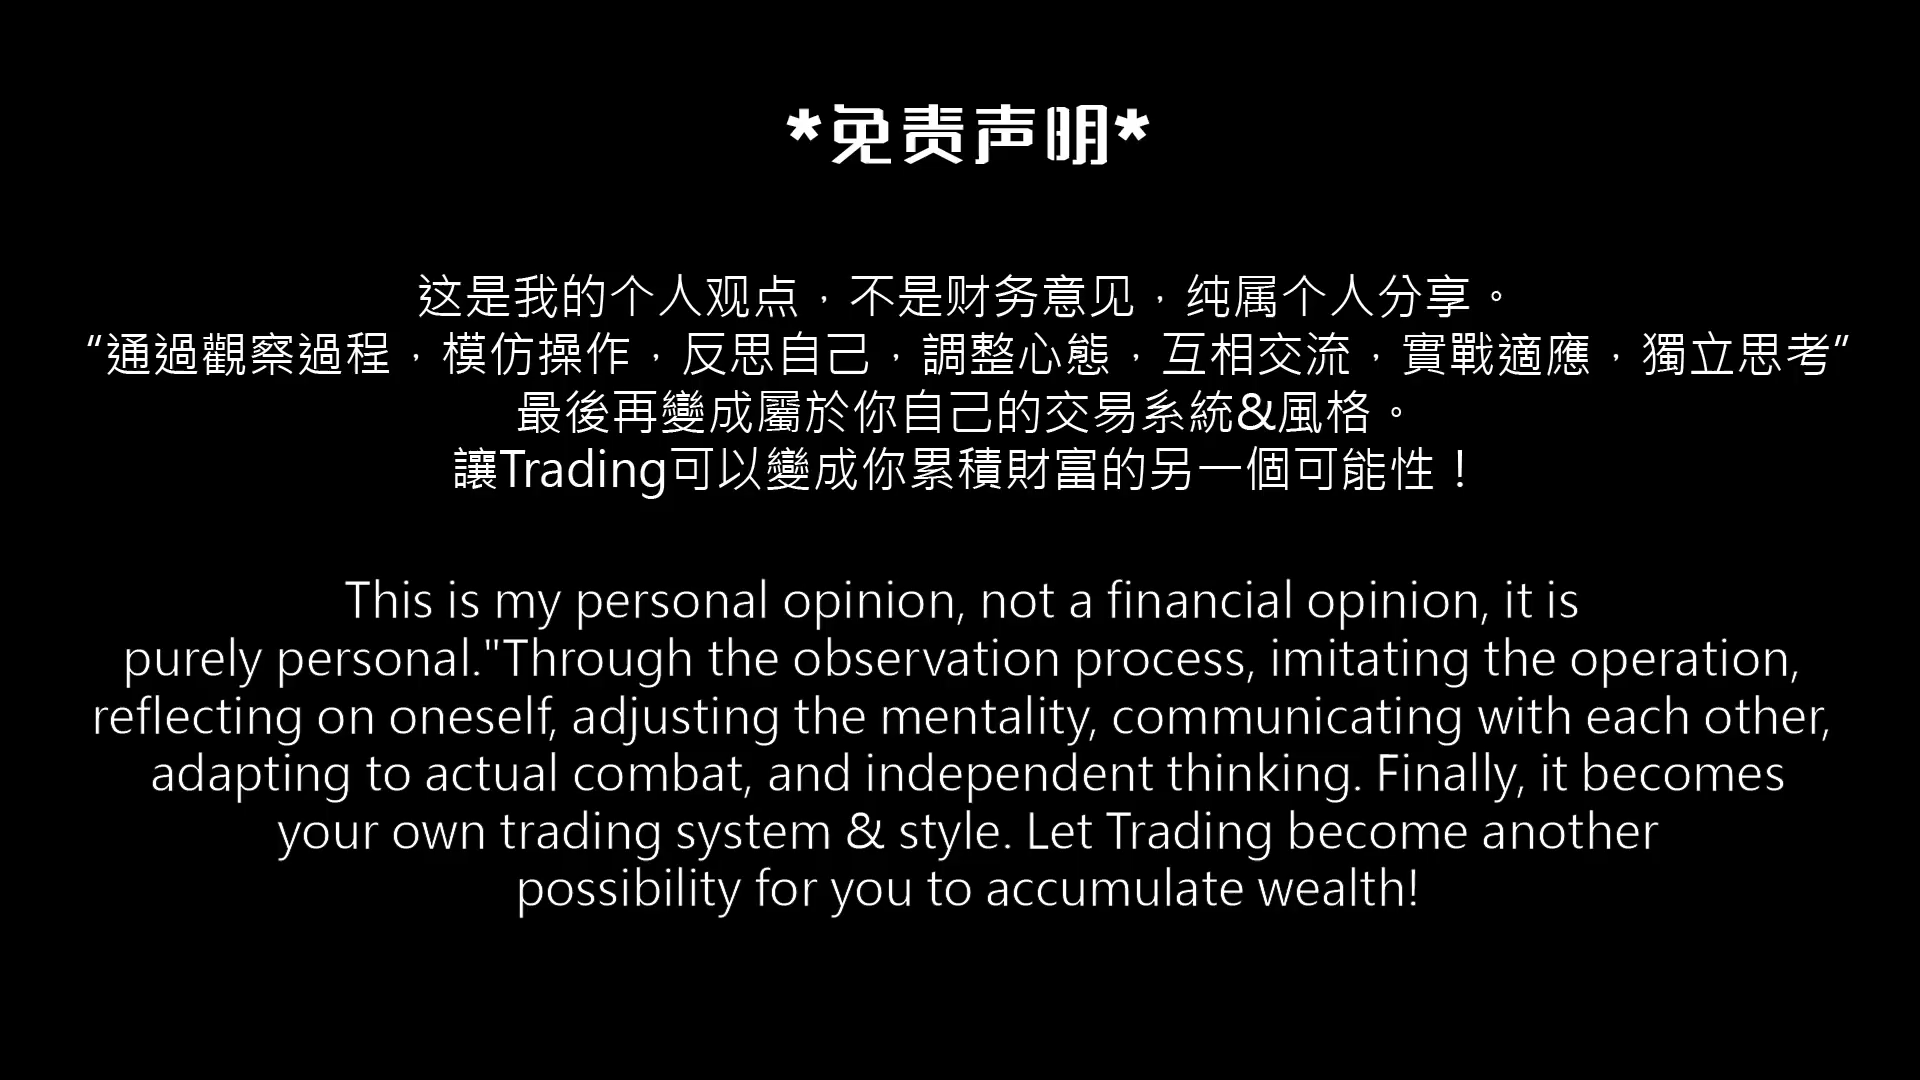 *免责声明*
这是我的个人观点，不是财务意见，纯属个人分享。
"通過觀察過程，模仿操作，反思自己，調整心態，互相交流，實戰適應，獨立思考"
最後再變成屬於你自己的交易系統&風格。
讓Trading可以變成你累積財富的另一個可能性！
This is my personal opinion, not a financial opinion, it is
purely personal."Through the observation process, imitating the operation,
reflecting on oneself, adjusting the mentality, communicating with each other,
adapting to actual combat, and independent thinking. Finally, it becomes
your own trading system & style. Let Trading become another
possibility for you to accumulate wealth!